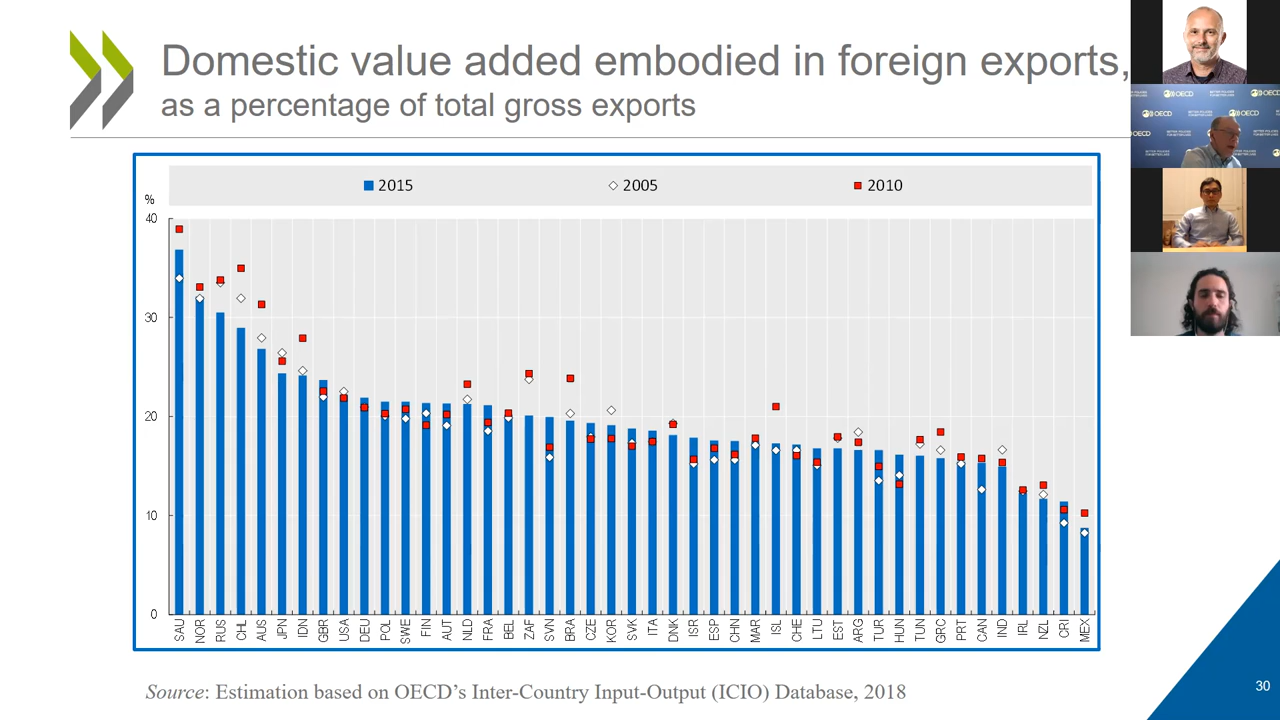 Domestic value added embodied in foreign exports,
as a percentage of total gross exports
2015 2005 2010
%
40
30
20
10
0
SAU NOR RUS CHL AUS JPN IDN GBR USA DEU POL SWE FIN AUT NLD FRA BEL ZAF SVN BRA CZE KOR SVK ITA DNK ISR ESP CHN MAR ISL CHE LTU EST ARG TUR HUN TUN GRC PRT CAN IND IRL NZL CRI MEX
Source: Estimation based on OECD's Inter-Country Input-Output (ICIO) Database, 2018
30
OECD
OECD
OECD